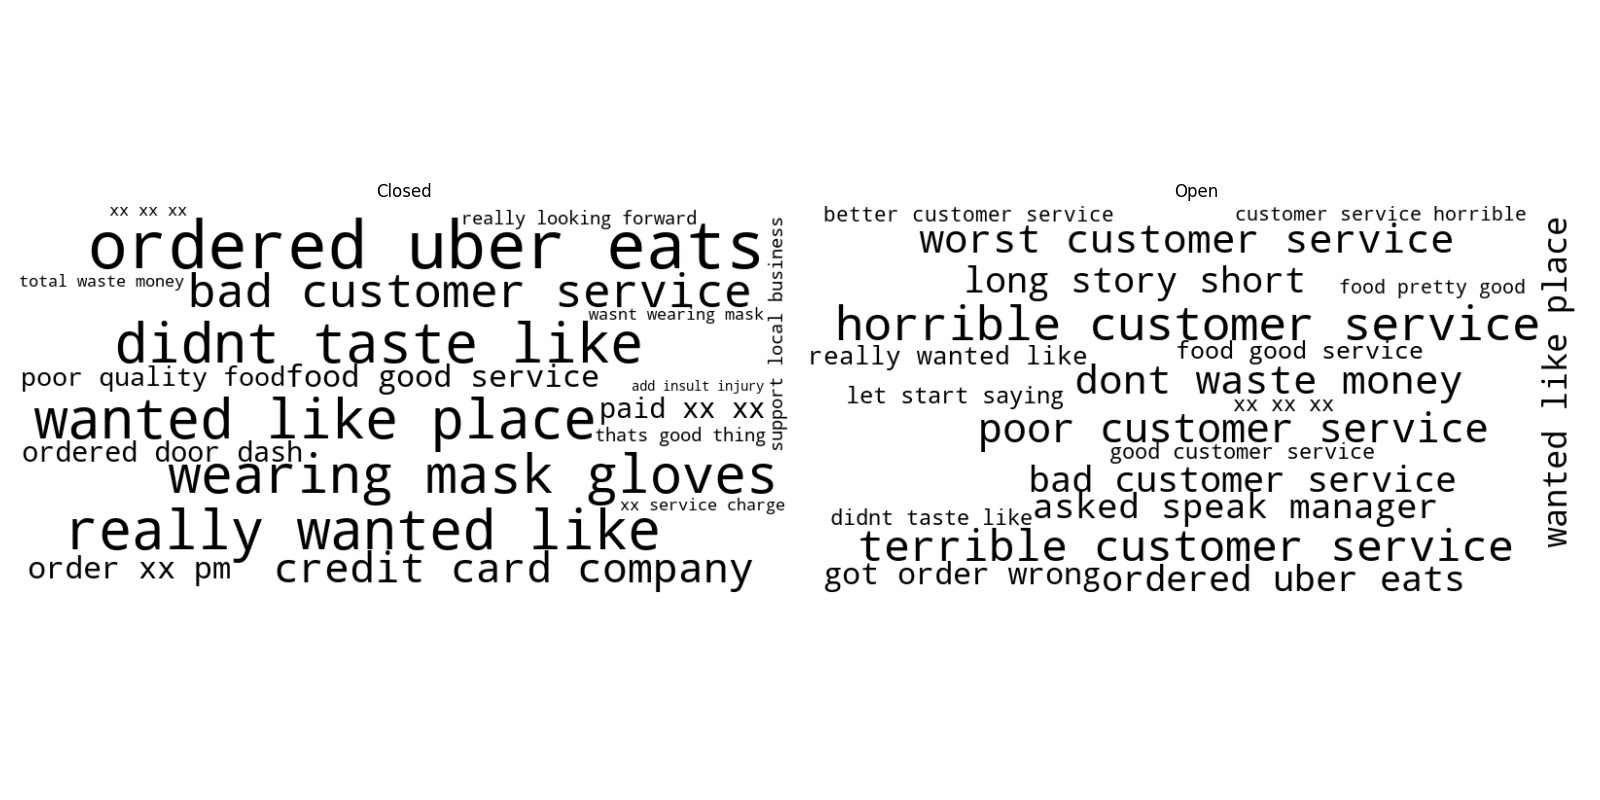 Closed
xx xx xx
really looking forward
ordered uber eats
total waste money
bad customer service
wasnt wearing mask
didnt taste like
poor quality food
food good service
add insult injury
wanted like place
paid xx xx
thats good thing
ordered door dash
wearing mask gloves
xx service charge
really wanted like
order xx pm
credit card company
support local business
Open
better customer service
customer service horrible
worst customer service
long story short
food pretty good
horrible customer service
really wanted like
food good service
dont waste money
let start saying
xx xx xx
poor customer service
good customer service
bad customer service
asked speak manager
didnt taste like
terrible customer service
got order wrong
ordered uber eats
wanted like place